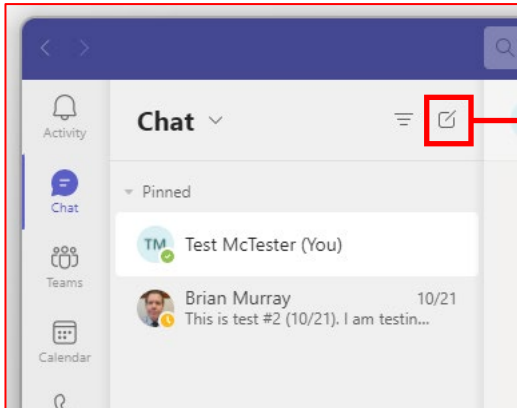 Activity
Chat
Chat
Pinned
Teams
TM
Test McTester (You)
Brian Murray
10/21
This is test #2 (10/21). I am testin...
Calendar